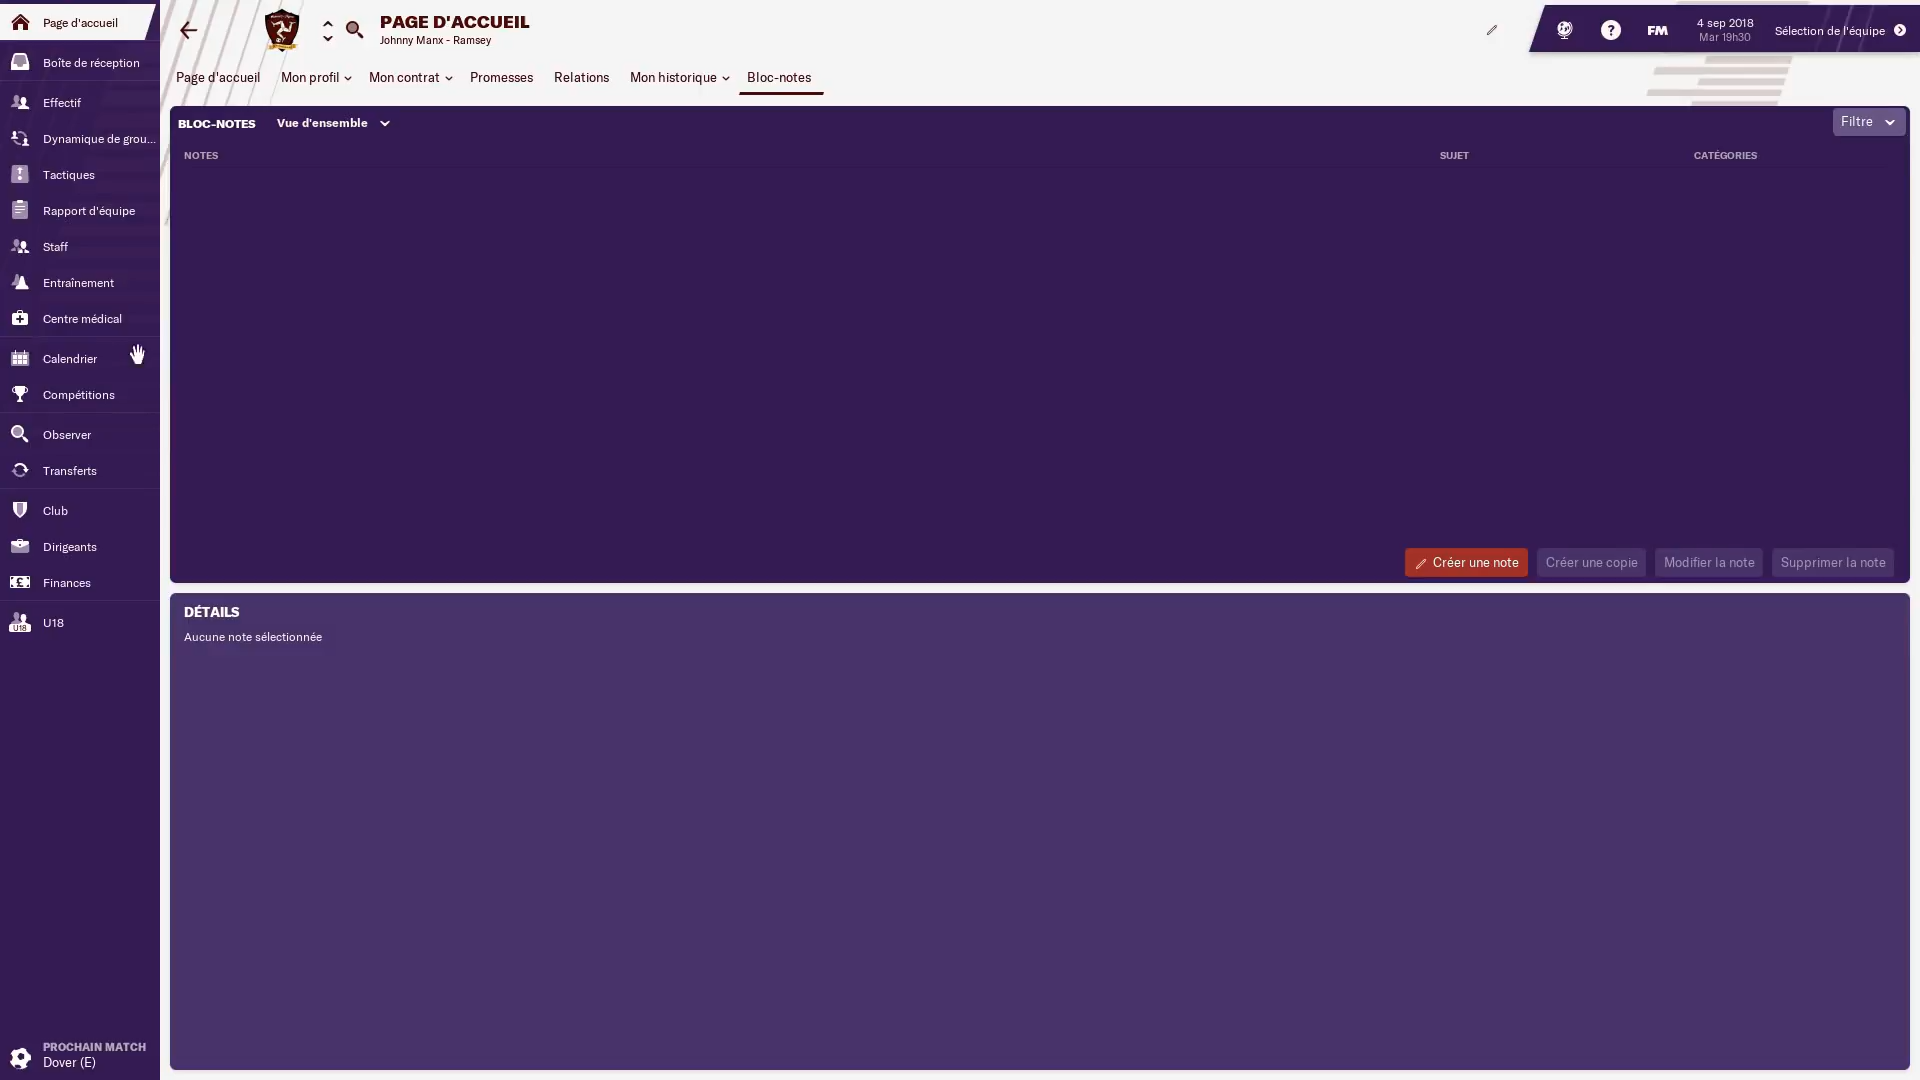 Page d'accueil
Boîte de réception
Effectif
Dynamique de grou...
Tactiques
Rapport d'équipe
Staff
Entraînement
Centre médical
Calendrier
Compétitions
Observer
Transferts
Club
Dirigeants
Finances
U18
U18
PROCHAIN MATCH
Dover (E)
PAGE D'ACCUEIL
Johnny Manx - Ramsey
?
FM
4 sep 2018
Mar 19h30
Sélection de l'équipe
Page d'accueil Mon profil Mon contrat Promesses Relations Mon historique Bloc-notes
BLOC-NOTES Vue d'ensemble Filtre
NOTES SUJET CATÉGORIES
Créer une note Créer une copie Modifier la note Supprimer la note
DÉTAILS
Aucune note sélectionnée